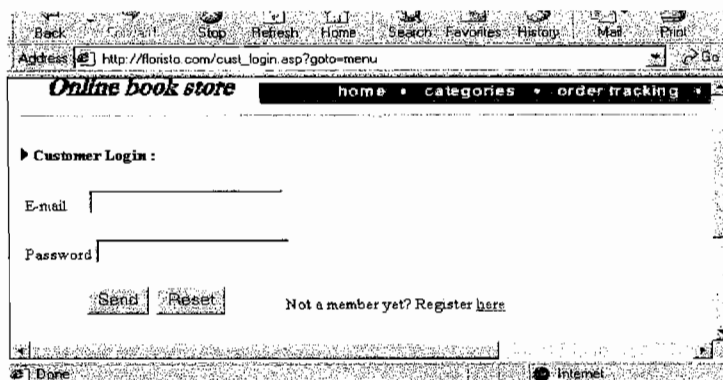 Back Forward Stop Refresh Home Search Favorites History Mail Print
Address http://floristo.com/cust_login.asp?goto=menu Go
Online book store home • categories • order tracking •
Customer Login :
E-mail
Password
Send Reset Not a member yet? Register here
Done Internet